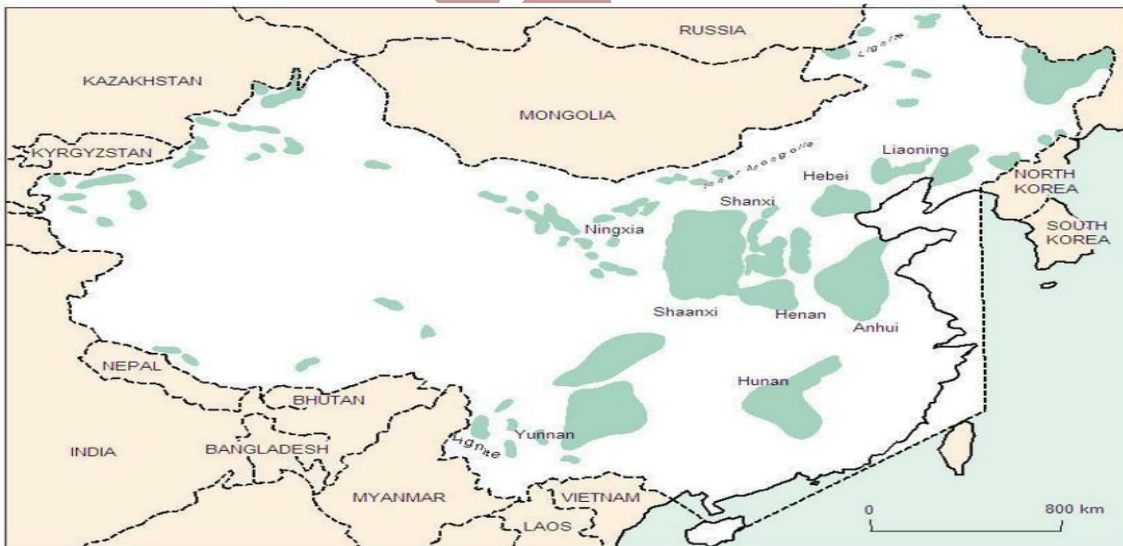 RUSSIA
Lignite
KAZAKHSTAN
MONGOLIA
KYRGYZSTAN
Inner Mongolia
Liaoning
Hebei
NORTH
KOREA
Shanxi
SOUTH
KOREA
Ningxia
Shaanxi
Henan
Anhui
NEPAL
Hunan
BHUTAN
Yunnan
Lignite
INDIA
BANGLADESH
MYANMAR
VIETNAM
LAOS
0
800 km